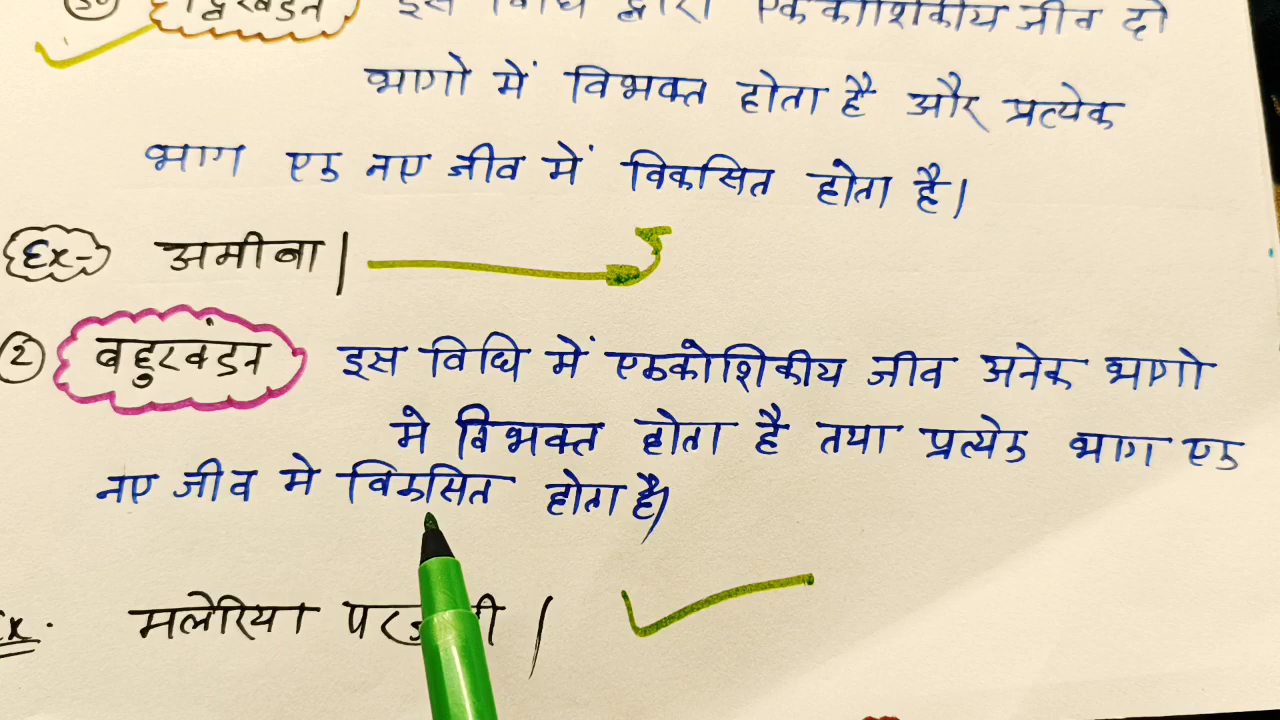 द्विखंडन इस विधि द्वारा एककोशिकीय जीव दो
भागो में विभक्त होता है और प्रत्येक
भाग एक नए जीव में विकसित होता है।
Ex- अमीबा |
2 बहुखंडन इस विधि में एककोशिकीय जीव अनेक भागो
मे विभक्त होता है तथा प्रत्येक भाग एक
नए जीव मे विकसित होता है।
Ex. मलेरिया |